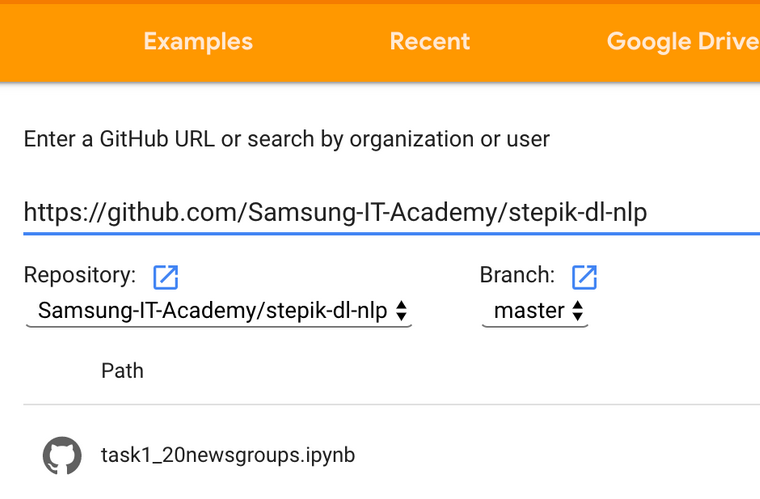 Examples Recent Google Drive
Enter a GitHub URL or search by organization or user
https://github.com/Samsung-IT-Academy/stepik-dl-nlp
Repository: Branch:
Samsung-IT-Academy/stepik-dl-nlp master
Path
task1_20newsgroups.ipynb